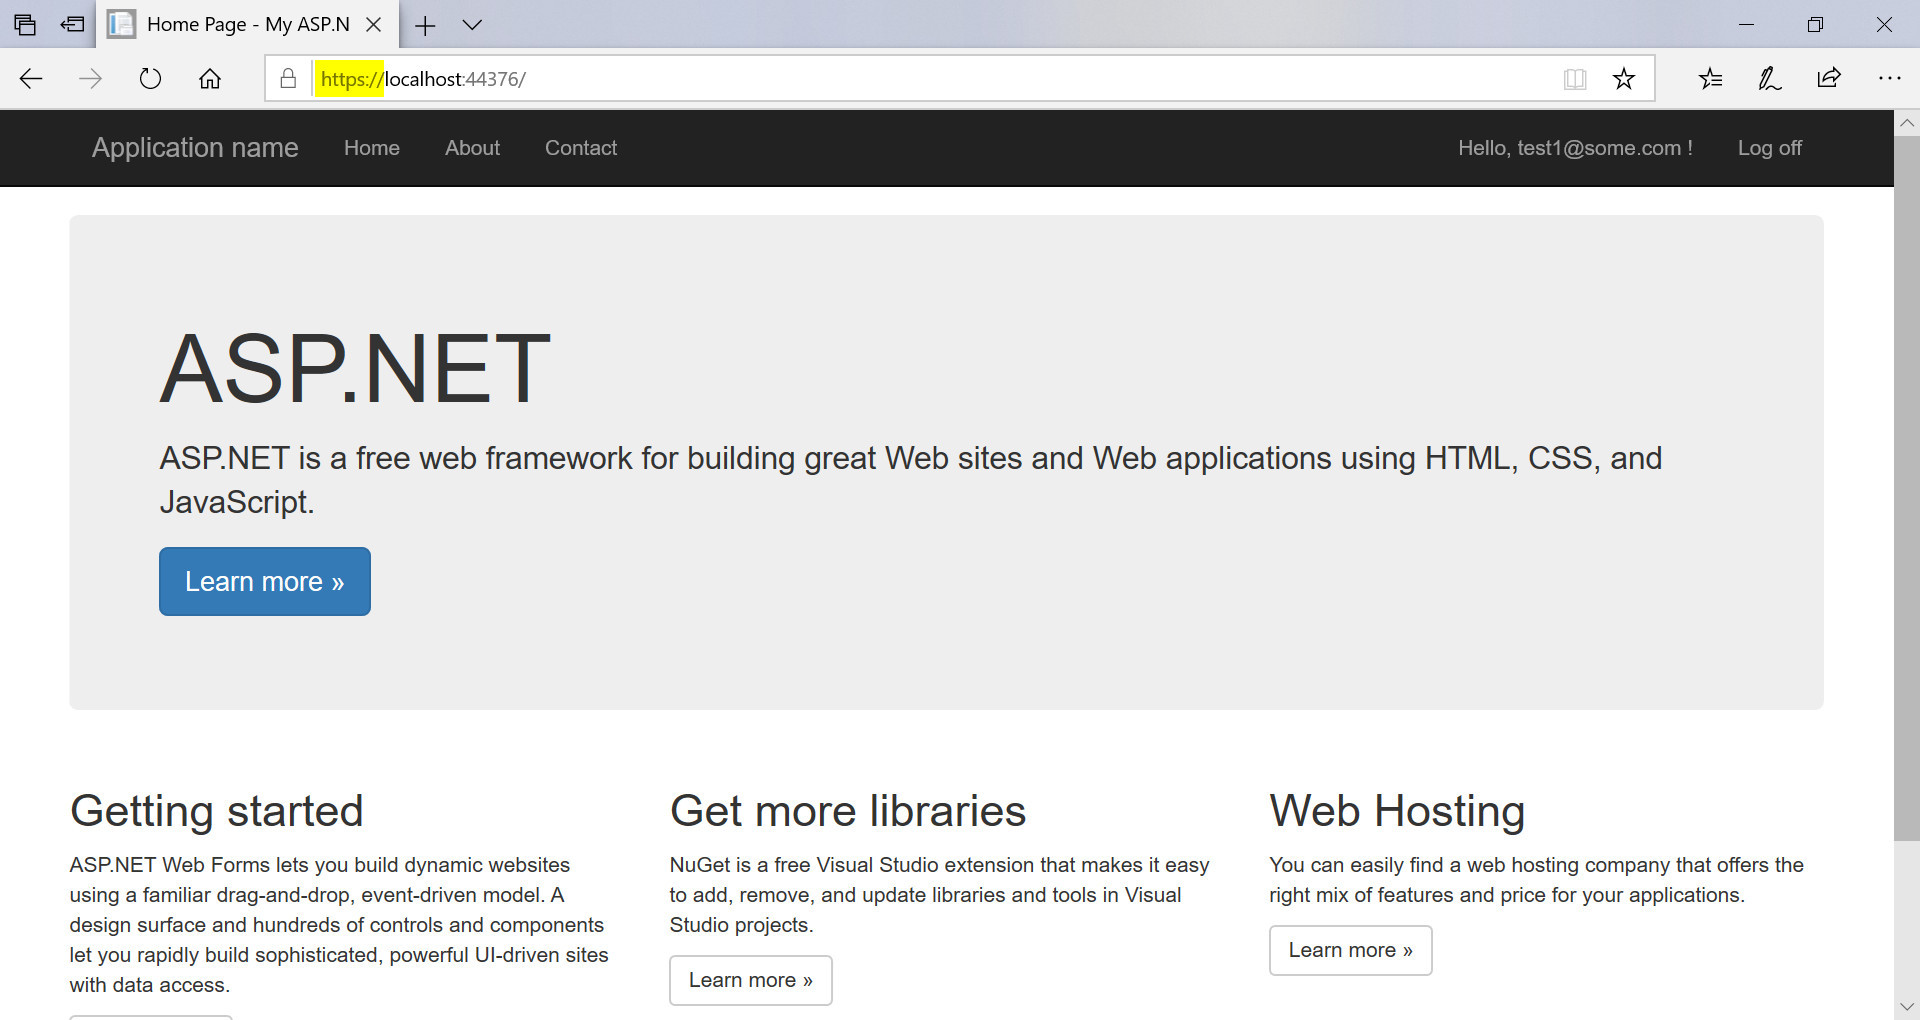 Home Page - My ASP.N
https://localhost:44376/
Application name Home About Contact Hello, test1@some.com ! Log off
ASP.NET
ASP.NET is a free web framework for building great Web sites and Web applications using HTML, CSS, and
JavaScript.
Learn more »
Getting started
ASP.NET Web Forms lets you build dynamic websites
using a familiar drag-and-drop, event-driven model. A
design surface and hundreds of controls and components
let you rapidly build sophisticated, powerful UI-driven sites
with data access.
Get more libraries
NuGet is a free Visual Studio extension that makes it easy
to add, remove, and update libraries and tools in Visual
Studio projects.
Learn more »
Web Hosting
You can easily find a web hosting company that offers the
right mix of features and price for your applications.
Learn more »